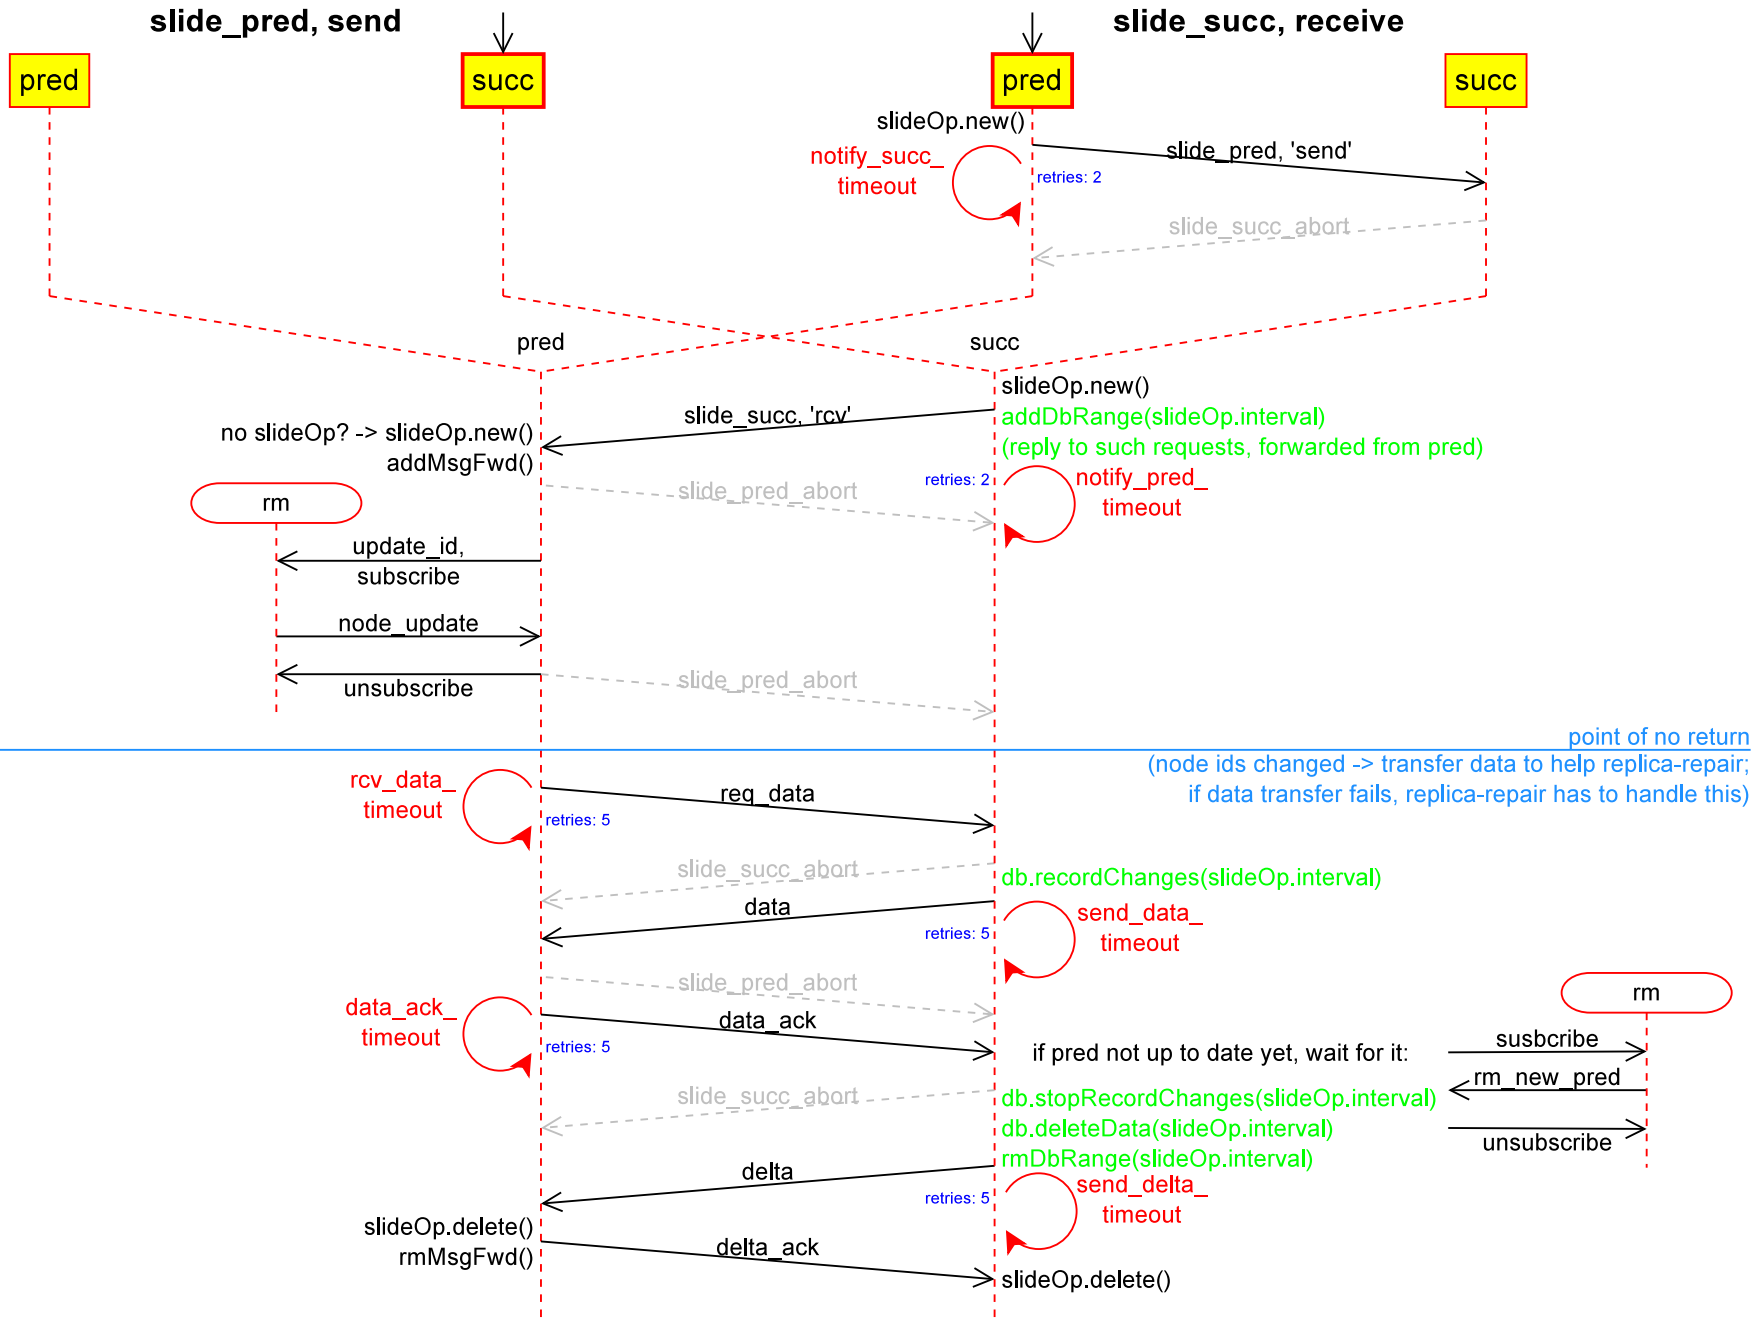 slide_pred, send
slide_succ, receive
pred
succ
pred
succ
slideOp.new()
slide_pred, 'send'
notify_succ_
timeout
retries: 2
slide_succ_abort
pred
succ
slideOp.new()
slide_succ, 'rcv'
addDbRange(slideOp.interval)
no slideOp? -> slideOp.new()
(reply to such requests, forwarded from pred)
addMsgFwd()
retries: 2
notify_pred_
timeout
slide_pred_abort
rm
update_id,
subscribe
node_update
slide_pred_abort
unsubscribe
point of no return
(node ids changed -> transfer data to help replica-repair;
if data transfer fails, replica-repair has to handle this)
rcv_data_
timeout
req_data
retries: 5
slide_succ_abort
db.recordChanges(slideOp.interval)
data
send_data_
timeout
retries: 5
slide_pred_abort
rm
data_ack_
timeout
data_ack
retries: 5
if pred not up to date yet, wait for it:
susbcribe
rm_new_pred
slide_succ_abort
db.stopRecordChanges(slideOp.interval)
db.deleteData(slideOp.interval)
unsubscribe
rmDbRange(slideOp.interval)
delta
send_delta_
timeout
retries: 5
slideOp.delete()
rmMsgFwd()
delta_ack
slideOp.delete()